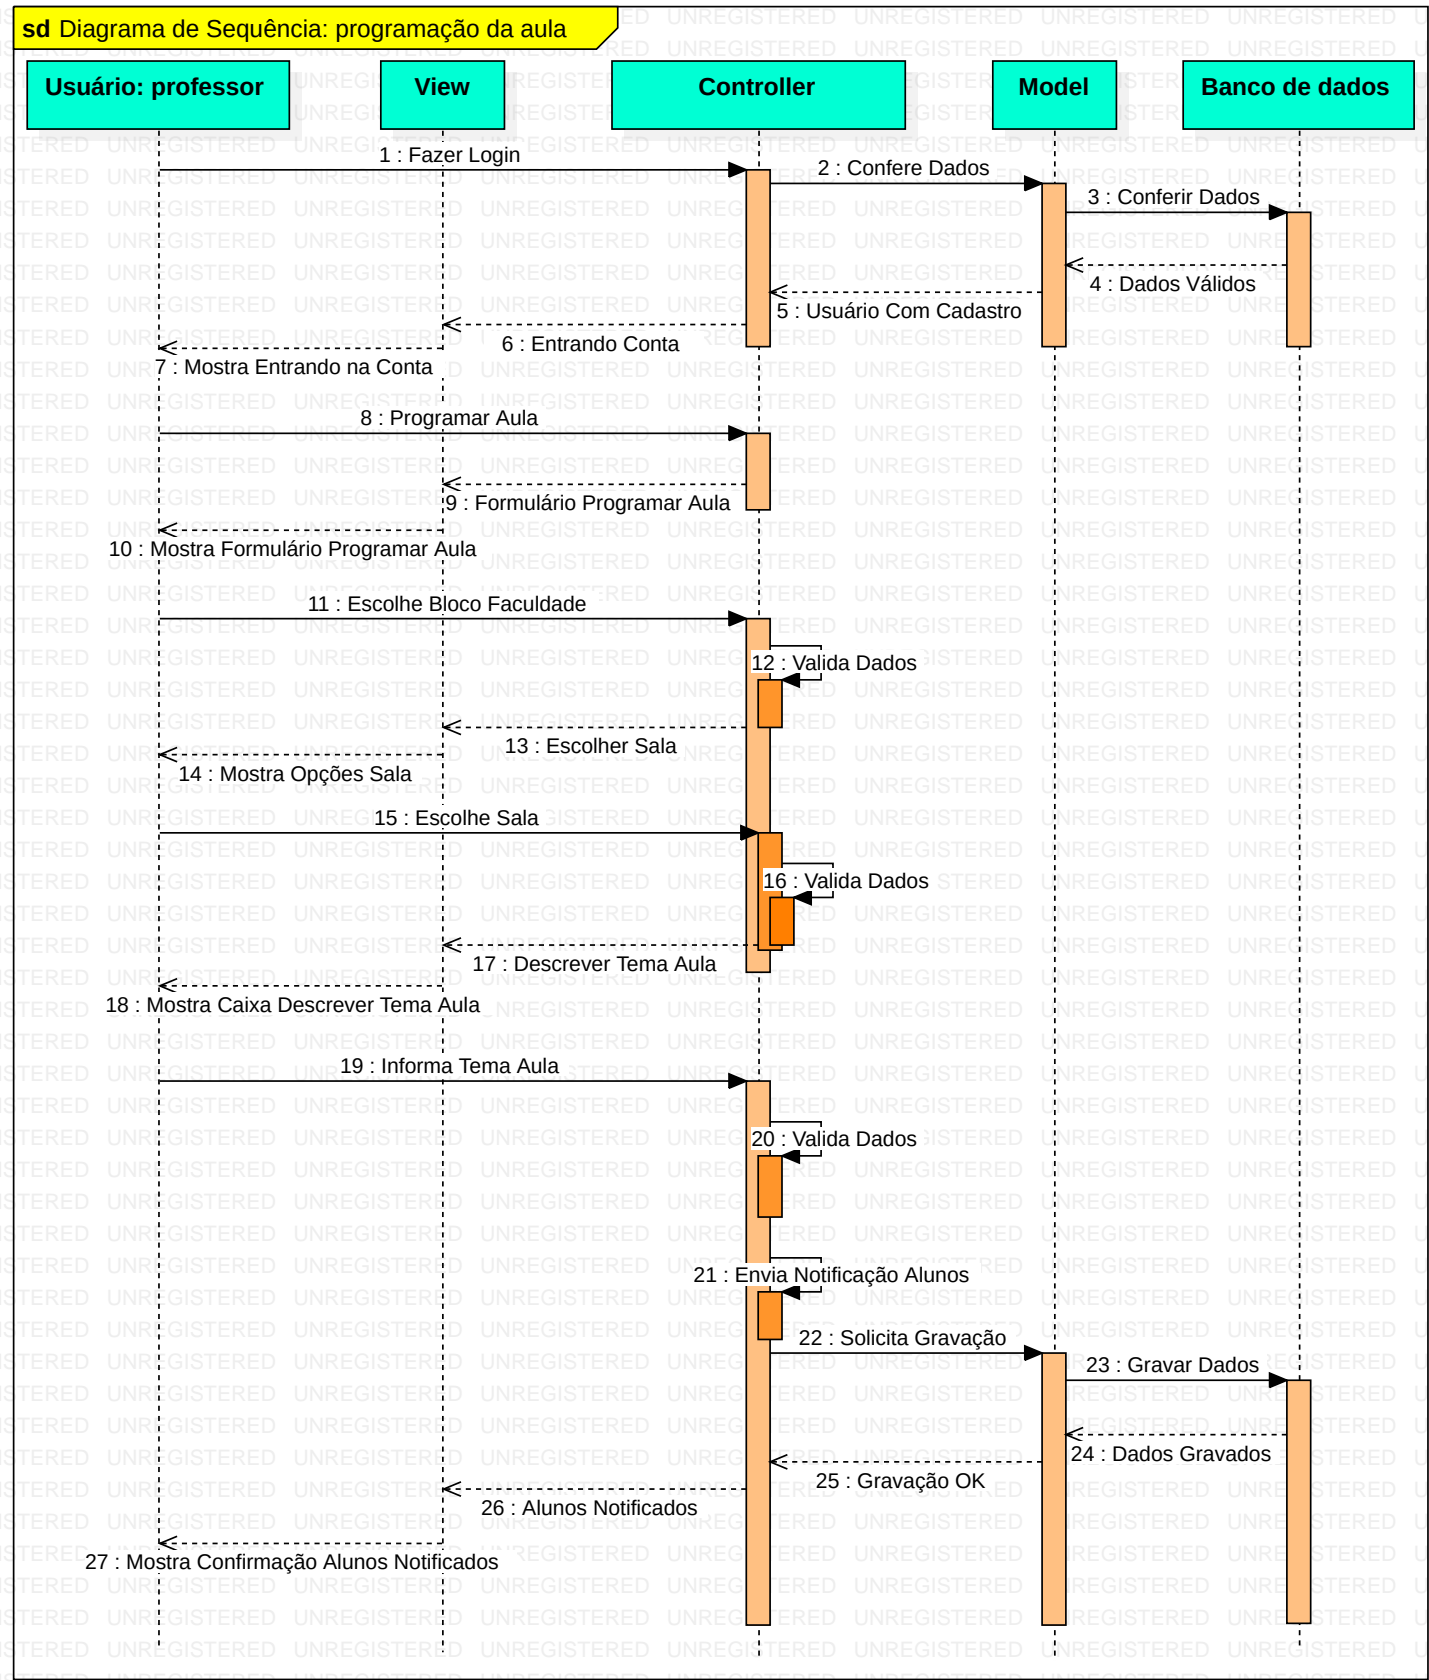 sd Diagrama de Sequência: programação da aula
Usuário: professor
View
Controller
Model
Banco de dados
1 : Fazer Login
2 : Confere Dados
3 : Conferir Dados
4 : Dados Válidos
5 : Usuário Com Cadastro
6 : Entrando Conta
7 : Mostra Entrando na Conta
8 : Programar Aula
9 : Formulário Programar Aula
10 : Mostra Formulário Programar Aula
11 : Escolhe Bloco Faculdade
12 : Valida Dados
13 : Escolher Sala
14 : Mostra Opções Sala
15 : Escolhe Sala
16 : Valida Dados
17 : Descrever Tema Aula
18 : Mostra Caixa Descrever Tema Aula
19 : Informa Tema Aula
20 : Valida Dados
21 : Envia Notificação Alunos
22 : Solicita Gravação
23 : Gravar Dados
24 : Dados Gravados
25 : Gravação OK
26 : Alunos Notificados
27 : Mostra Confirmação Alunos Notificados
UNREGISTERED